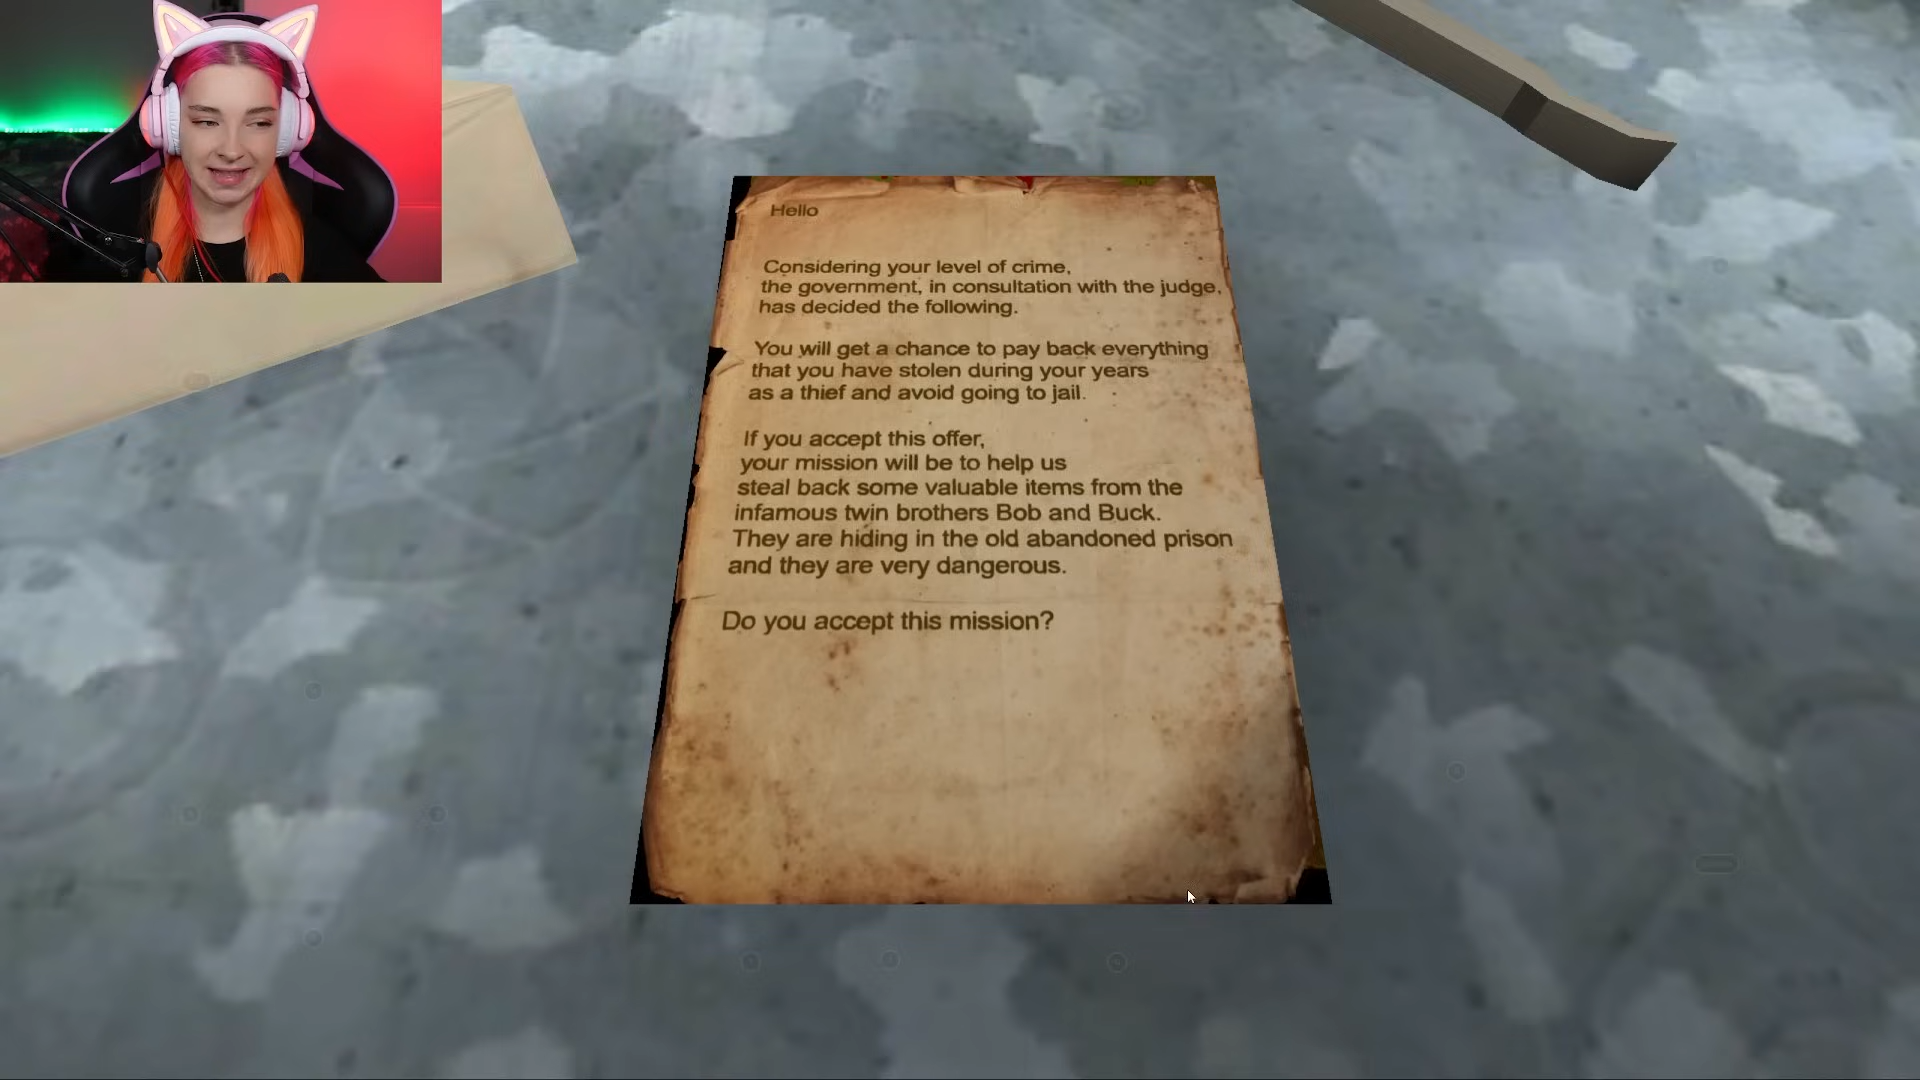 Hello
Considering your level of crime,
the government, in consultation with the judge,
has decided the following.
You will get a chance to pay back everything
that you have stolen during your years
as a thief and avoid going to jail.
If you accept this offer,
your mission will be to help us
steal back some valuable items from the
infamous twin brothers Bob and Buck.
They are hiding in the old abandoned prison
and they are very dangerous.
Do you accept this mission?